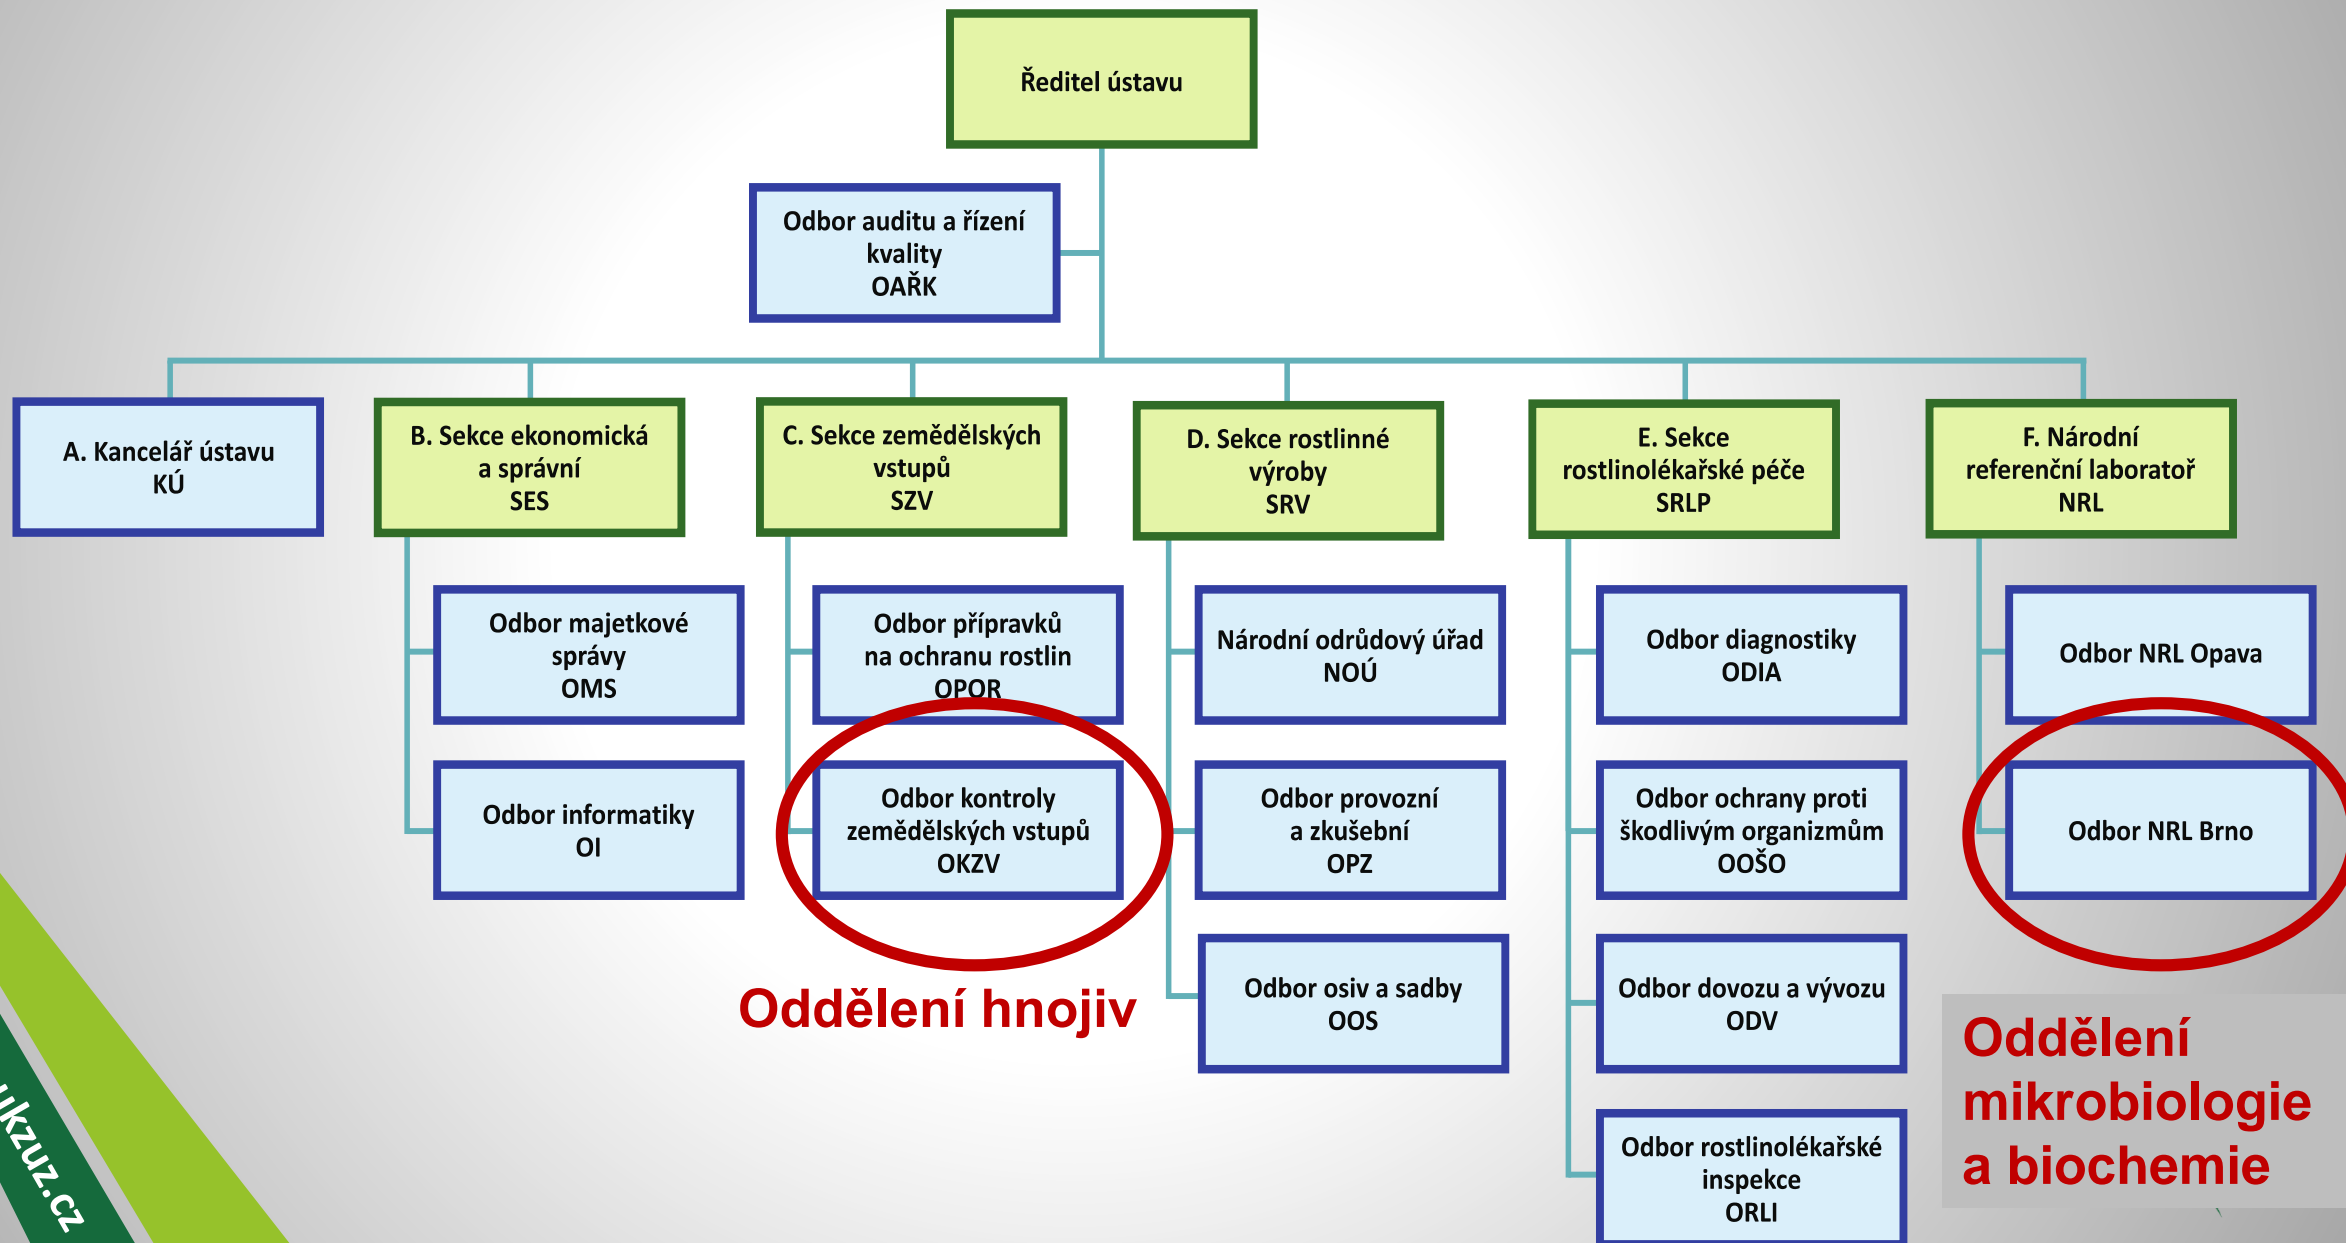 Ředitel ústavu
Odbor auditu a řízení
kvality
OAŘK
A. Kancelář ústavu
KÚ
B. Sekce ekonomická
a správní
SES
C. Sekce zemědělských
vstupů
SZV
D. Sekce rostlinné
výroby
SRV
E. Sekce
rostlinolékařské péče
SRLP
F. Národní
referenční laboratoř
NRL
Odbor majetkové
správy
OMS
Odbor přípravků
na ochranu rostlin
OPOR
Národní odrůdový úřad
NOÚ
Odbor diagnostiky
ODIA
Odbor NRL Opava
Odbor informatiky
OI
Odbor kontroly
zemědělských vstupů
OKZV
Odbor provozní
a zkušební
OPZ
Odbor ochrany proti
škodlivým organizmům
OOŠO
Odbor NRL Brno
Oddělení hnojiv
Odbor osiv a sadby
OOS
Odbor dovozu a vývozu
ODV
Oddělení
mikrobiologie
a biochemie
Odbor rostlinolékařské
inspekce
ORLI
ukzuz.cz